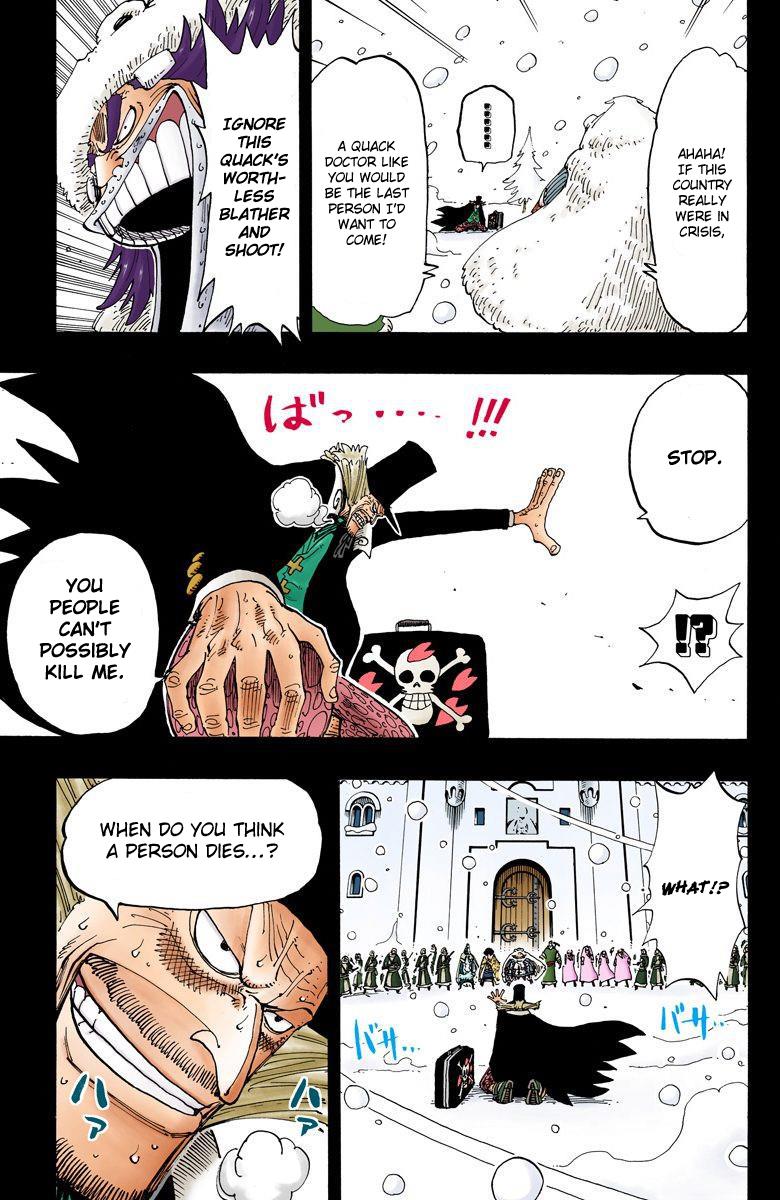 AHAHA!
IF THIS
COUNTRY
REALLY
WERE IN
CRISIS,
......
A QUACK
DOCTOR LIKE
YOU WOULD
BE THE LAST
PERSON I'D
WANT TO
COME!
IGNORE
THIS
QUACK'S
WORTH-
LESS
BLATHER
AND
SHOOT!
STOP.
ばっ・・・・!!!
!?
YOU
PEOPLE
CAN'T
POSSIBLY
KILL ME.
WHAT!?
バサ..
バサ..
WHEN DO YOU THINK
A PERSON DIES...?
ハァ
ハァ